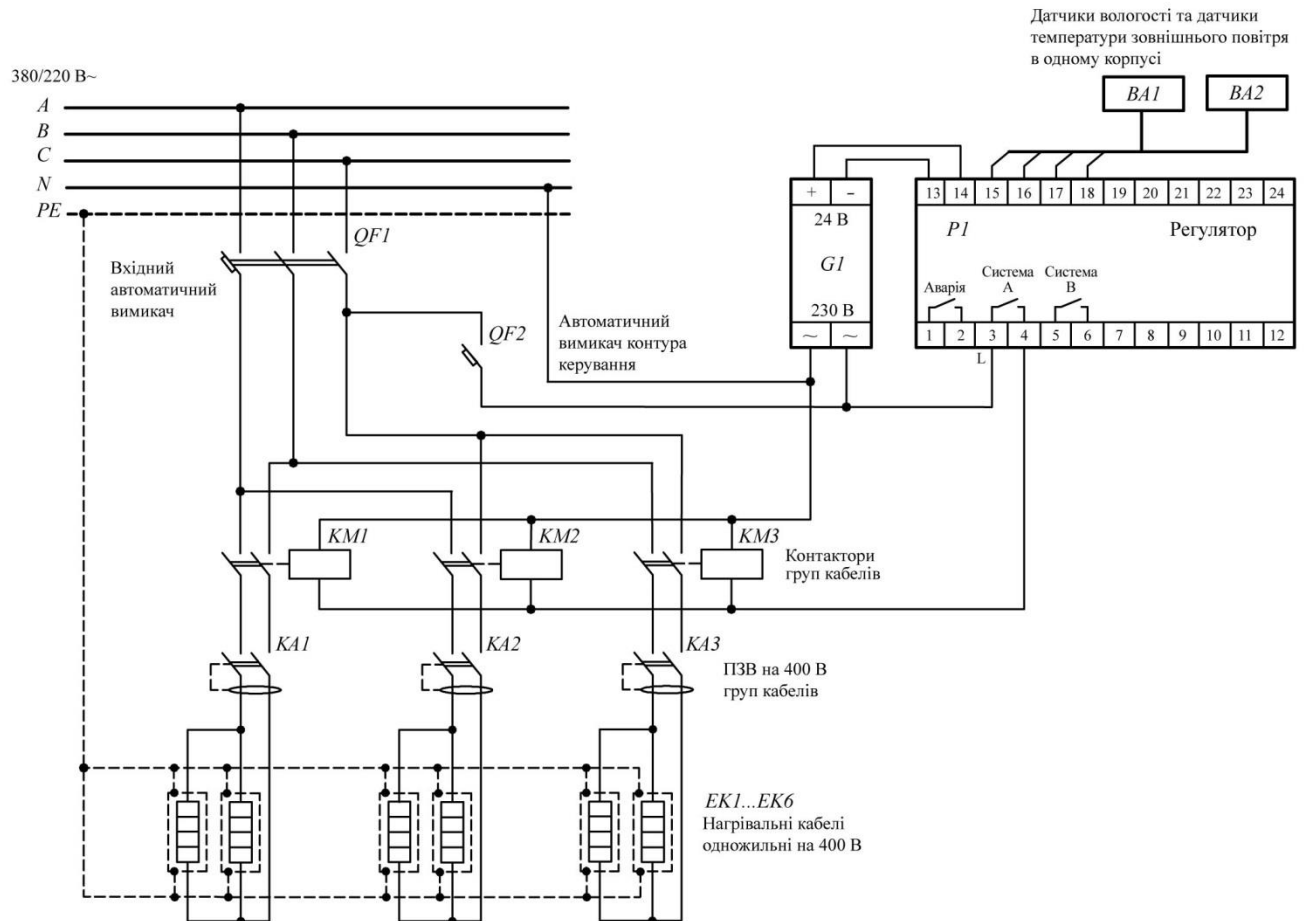 Датчики вологості та датчики
температури зовнішнього повітря
в одному корпусі
380/220 В~
BA1
BA2
A
B
C
N
PE
+ −
24 В
G1
230 В
~ ~
13 14 15 16 17 18 19 20 21 22 23 24
P1
Регулятор
Аварія
Система
А
Система
В
1 2 3 4 5 6 7 8 9 10 11 12
L
QF1
Вхідний
автоматичний
вимикач
QF2
Автоматичний
вимикач контура
керування
KM1
KM2
KM3
Контактори
груп кабелів
KA1
KA2
KA3
ПЗВ на 400 В
груп кабелів
EK1...EK6
Нагрівальні кабелі
одножильні на 400 В